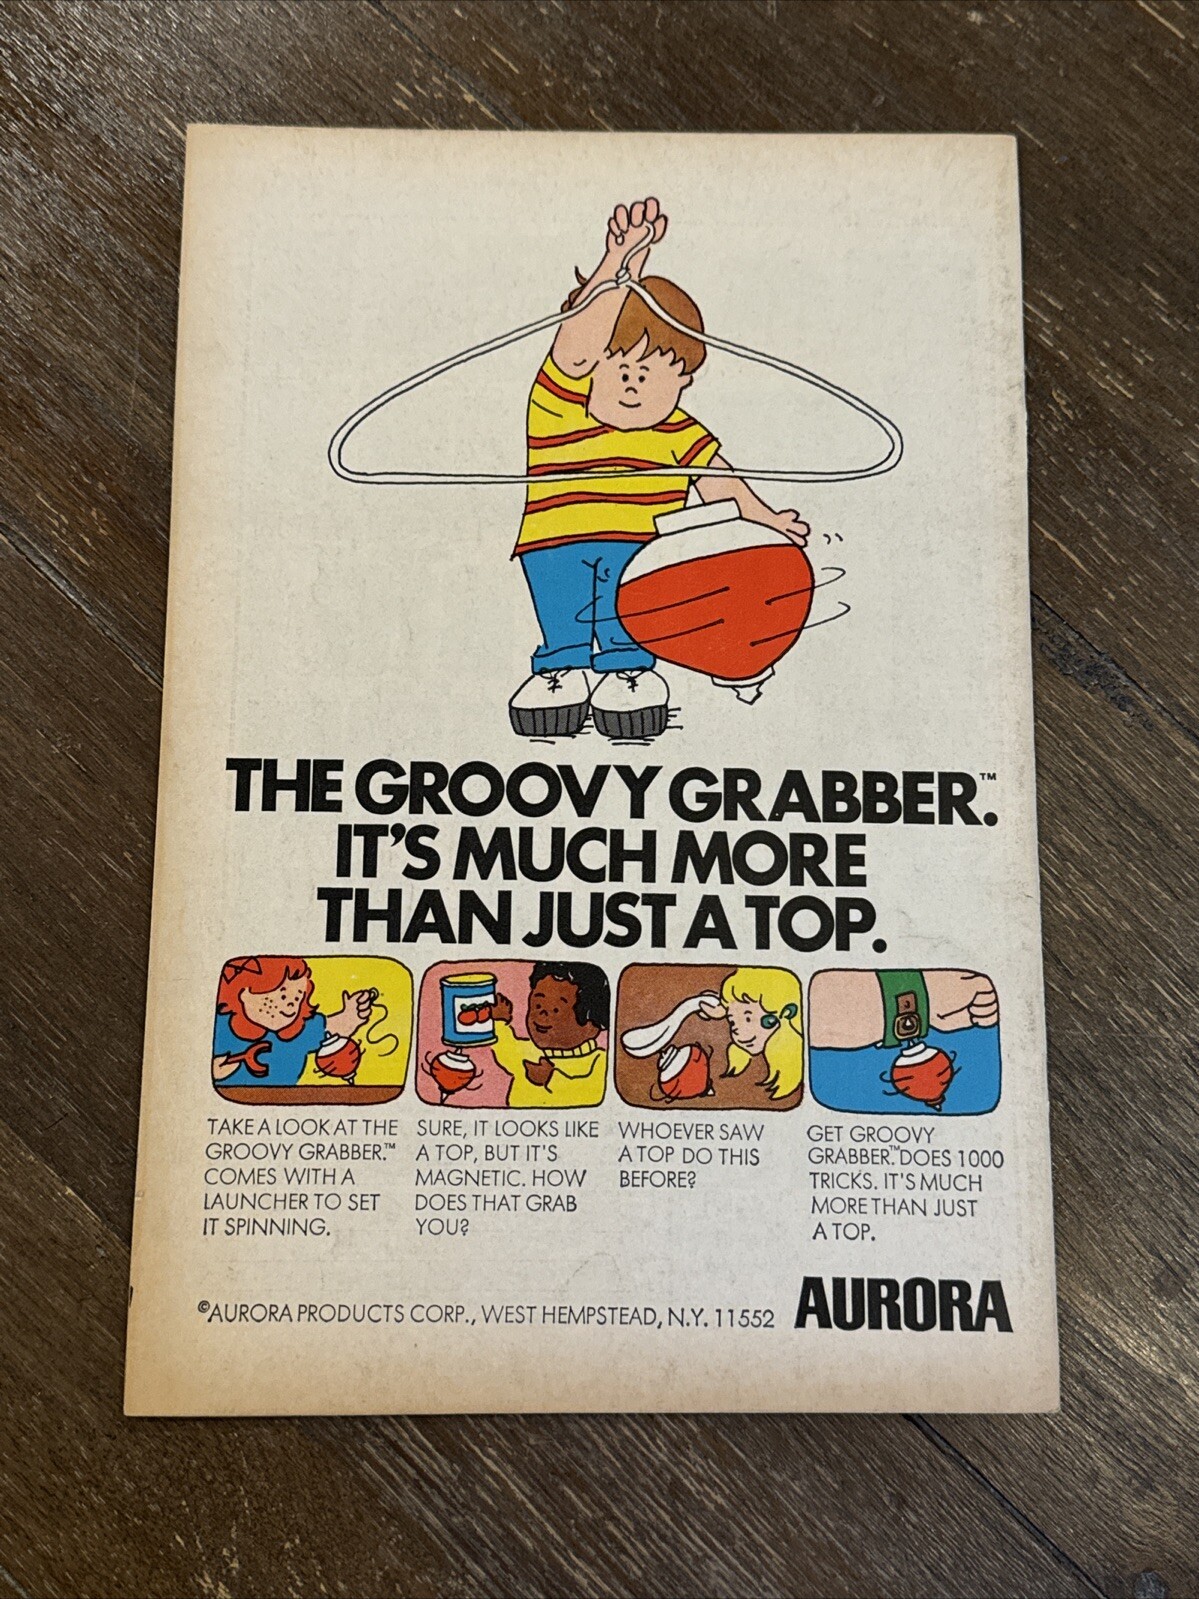 THE GROOVY GRABBER.™
IT'S MUCH MORE
THAN JUST A TOP.
TAKE A LOOK AT THE
GROOVY GRABBER.™
COMES WITH A
LAUNCHER TO SET
IT SPINNING.
SURE, IT LOOKS LIKE
A TOP, BUT IT'S
MAGNETIC. HOW
DOES THAT GRAB
YOU?
WHOEVER SAW
A TOP DO THIS
BEFORE?
GET GROOVY
GRABBER.™ DOES 1000
TRICKS. IT'S MUCH
MORE THAN JUST
A TOP.
©AURORA PRODUCTS CORP., WEST HEMPSTEAD, N.Y. 11552
AURORA